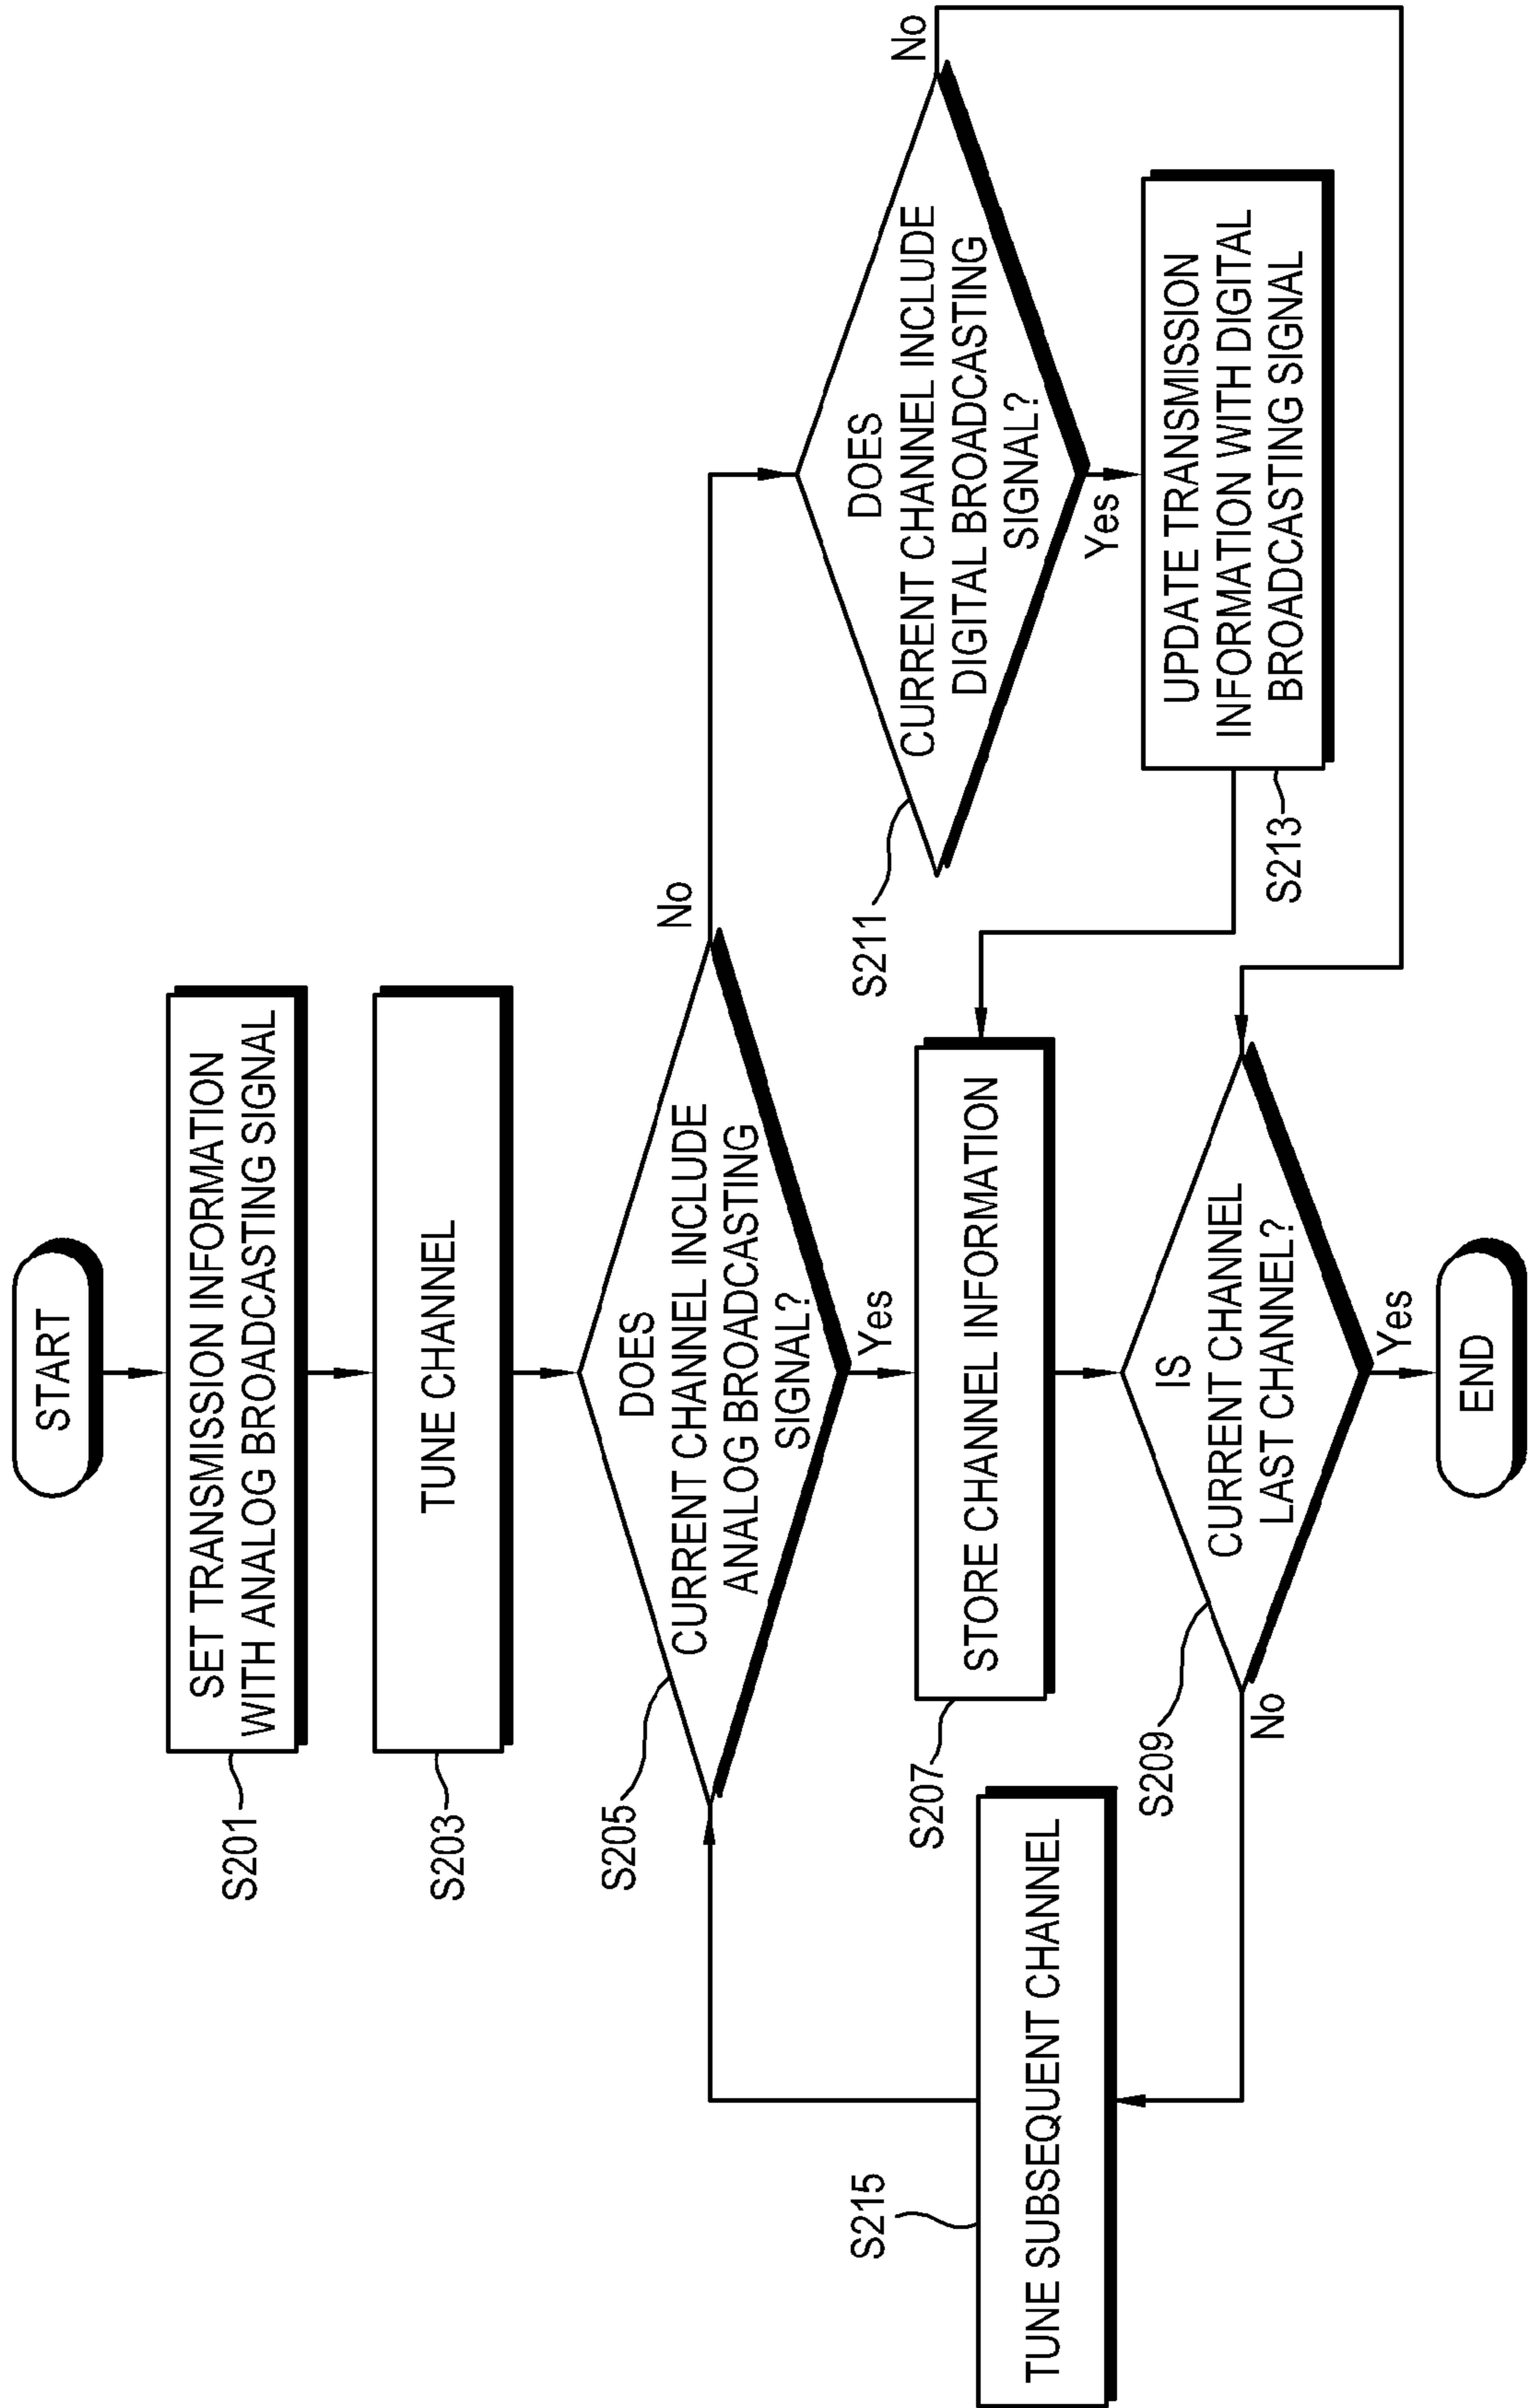 START
SET TRANSMISSION INFORMATION
WITH ANALOG BROADCASTING SIGNAL
S201
TUNE CHANNEL
S203
DOES
CURRENT CHANNEL INCLUDE
ANALOG BROADCASTING
SIGNAL?
S205
No
Yes
DOES
CURRENT CHANNEL INCLUDE
DIGITAL BROADCASTING
SIGNAL?
S211
No
Yes
STORE CHANNEL INFORMATION
S207
UPDATE TRANSMISSION
INFORMATION WITH DIGITAL
BROADCASTING SIGNAL
S213
TUNE SUBSEQUENT CHANNEL
S215
IS
CURRENT CHANNEL
LAST CHANNEL?
S209
No
Yes
END